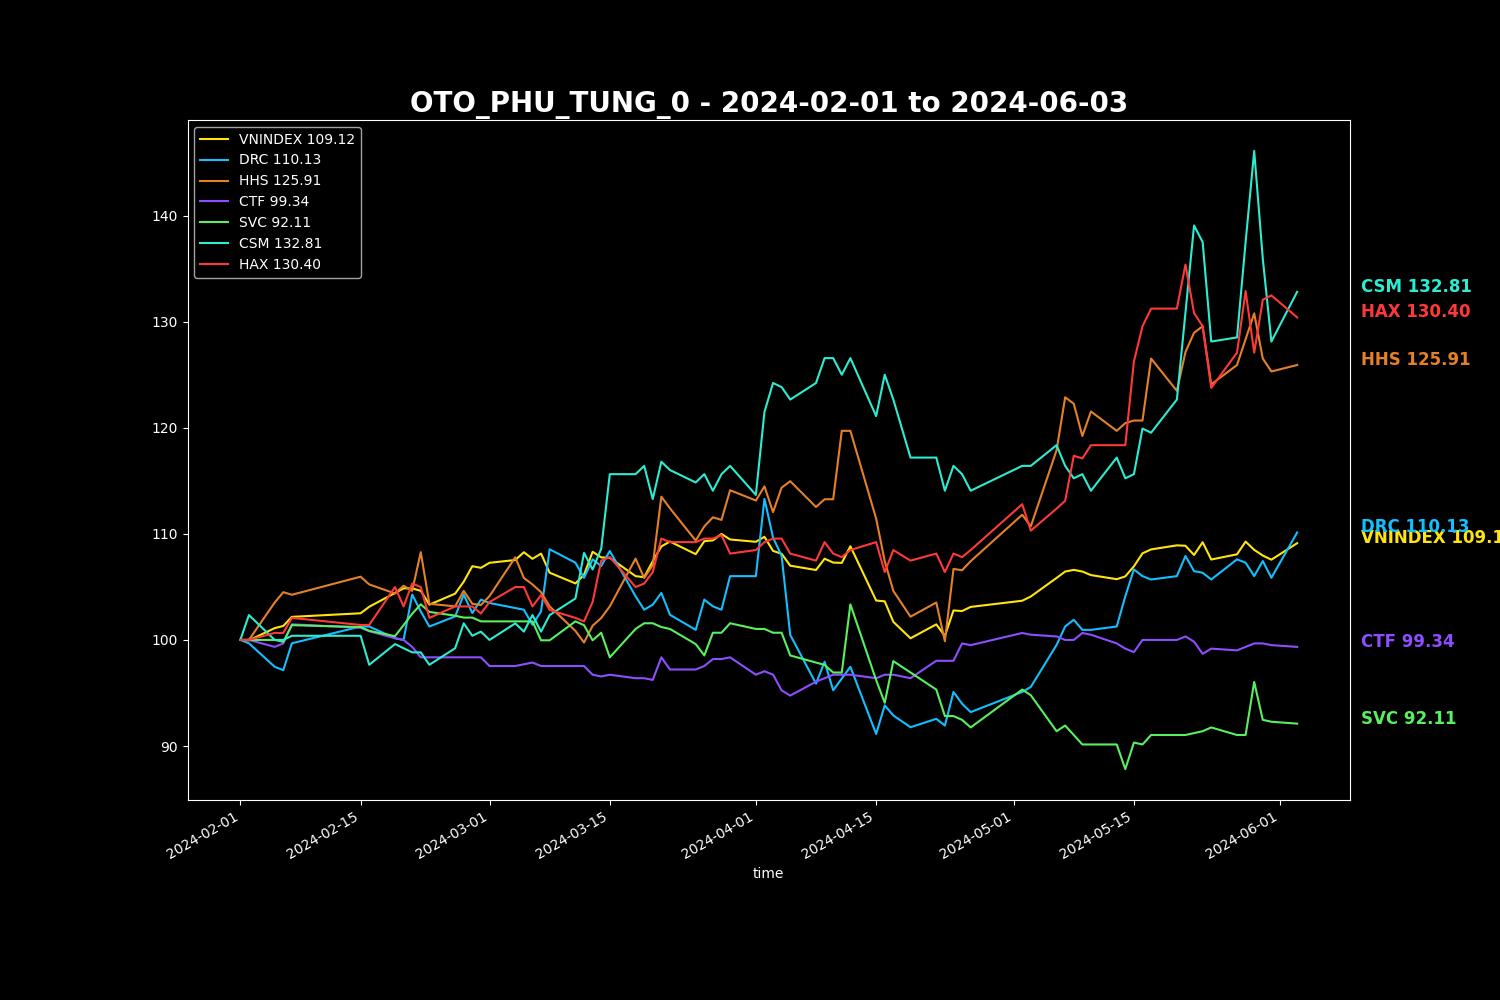 OTO_PHU_TUNG_0 - 2024-02-01 to 2024-06-03
VNINDEX 109.12
DRC 110.13
HHS 125.91
CTF 99.34
SVC 92.11
CSM 132.81
HAX 130.40
140
130
120
110
100
90
CSM 132.81
HAX 130.40
HHS 125.91
DRC 110.13
VNINDEX 109.1
CTF 99.34
SVC 92.11
2024-02-01
2024-02-15
2024-03-01
2024-03-15
2024-04-01
2024-04-15
2024-05-01
2024-05-15
2024-06-01
time